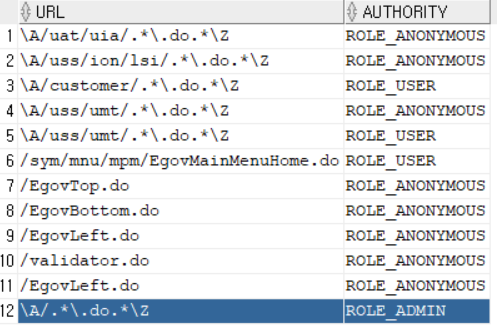 URL AUTHORITY
1 \A/uat/uia/.*\.do.*\Z ROLE_ANONYMOUS
2 \A/uss/ion/lsi/.*\.do.*\Z ROLE_ANONYMOUS
3 \A/customer/.*\.do.*\Z ROLE_USER
4 \A/uss/umt/.*\.do.*\Z ROLE_ANONYMOUS
5 \A/uss/umt/.*\.do.*\Z ROLE_USER
6 /sym/mnu/mpm/EgovMainMenuHome.do ROLE_USER
7 /EgovTop.do ROLE_ANONYMOUS
8 /EgovBottom.do ROLE_ANONYMOUS
9 /EgovLeft.do ROLE_ANONYMOUS
10 /validator.do ROLE_ANONYMOUS
11 /EgovLeft.do ROLE_ANONYMOUS
12 \A/.*\.do.*\Z ROLE_ADMIN